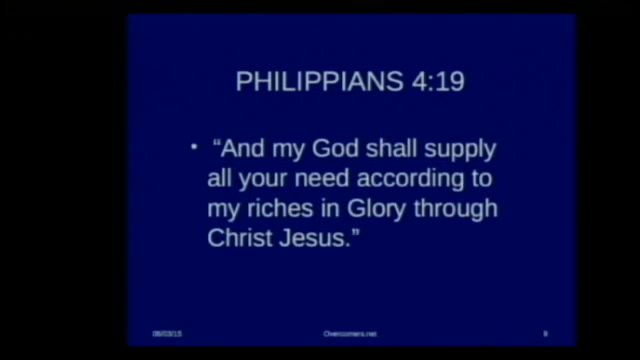 PHILIPPIANS 4:19
• “And my God shall supply
all your need according to
my riches in Glory through
Christ Jesus.”
Overcomers.net
9